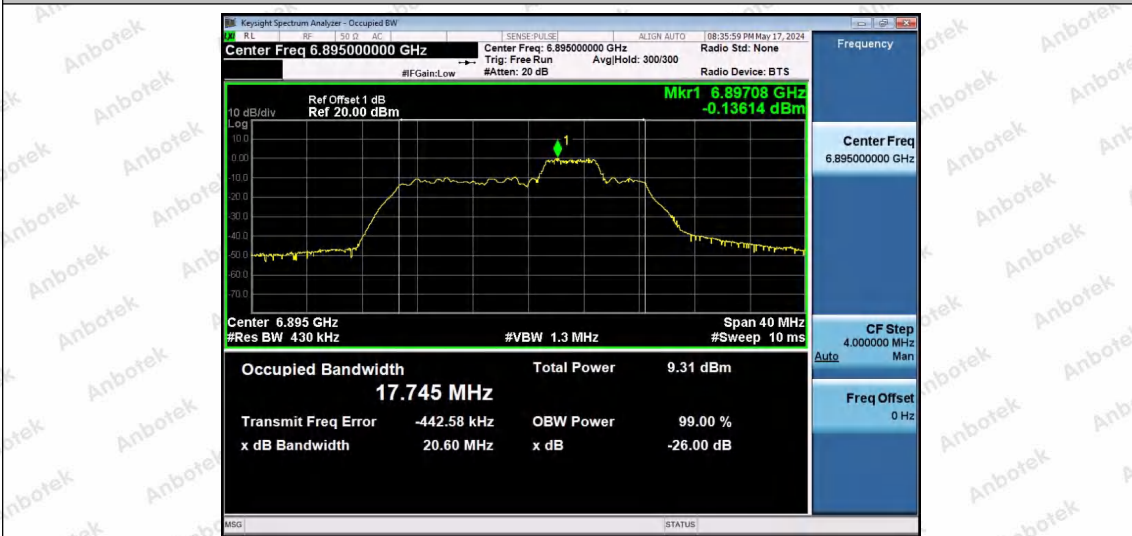 Keysight Spectrum Analyzer - Occupied BW
RL RF 50 Ω AC SENSE:PULSE ALIGN AUTO 08:35:59 PM May 17, 2024
Center Freq 6.895000000 GHz
Center Freq: 6.895000000 GHz Radio Std: None
Trig: Free Run Avg|Hold: 300/300
#IFGain:Low #Atten: 20 dB Radio Device: BTS
Frequency
Mkr1 6.89708 GHz
-0.13614 dBm
Ref Offset 1 dB
10 dB/div Ref 20.00 dBm
Log
10.0
1
0.00
-10.0
-20.0
-30.0
-40.0
-50.0
-60.0
-70.0
Center 6.895 GHz Span 40 MHz
#Res BW 430 kHz #VBW 1.3 MHz #Sweep 10 ms
Center Freq
6.895000000 GHz
CF Step
4.000000 MHz
Auto Man
Freq Offset
0 Hz
Occupied Bandwidth Total Power 9.31 dBm
17.745 MHz
Transmit Freq Error -442.58 kHz OBW Power 99.00 %
x dB Bandwidth 20.60 MHz x dB -26.00 dB
MSG STATUS
Anbotek